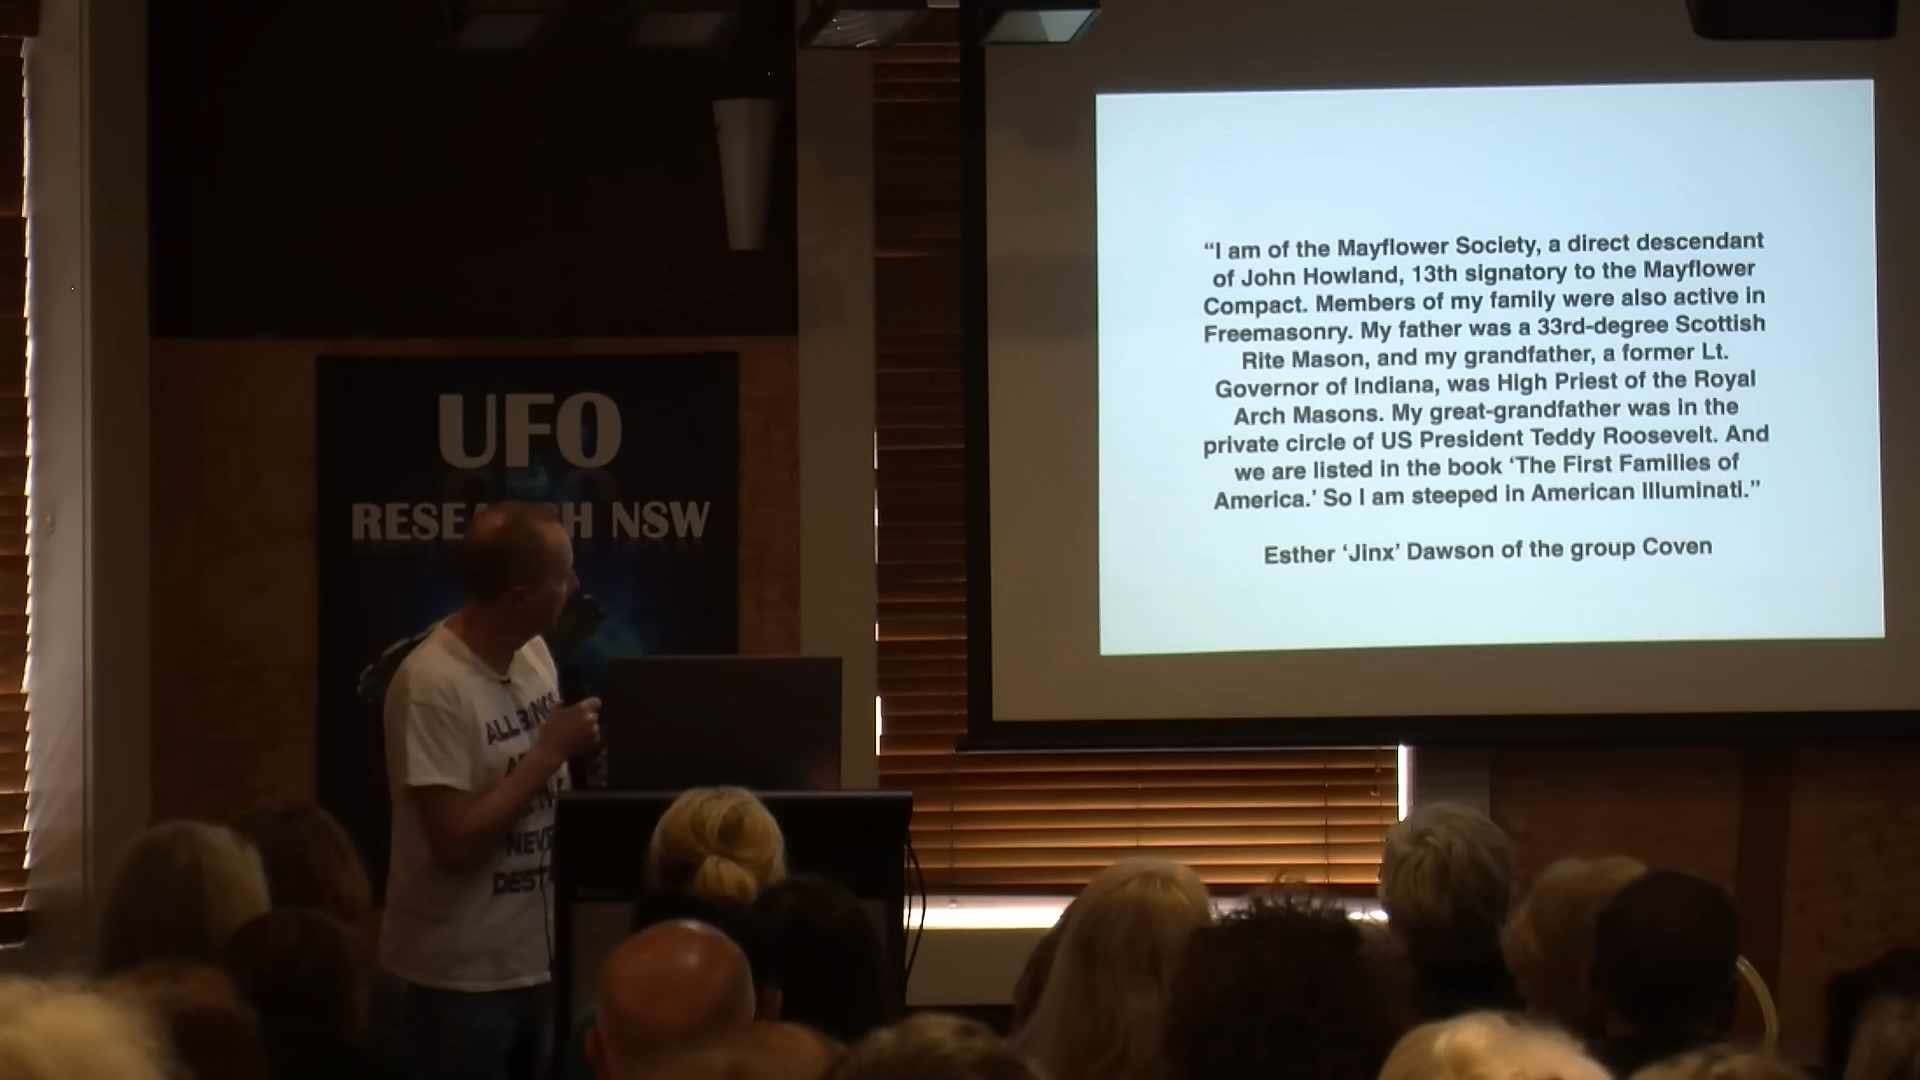 UFO
RESEARCH NSW
ALL
NEVE
DEST
“I am of the Mayflower Society, a direct descendant
of John Howland, 13th signatory to the Mayflower
Compact. Members of my family were also active in
Freemasonry. My father was a 33rd-degree Scottish
Rite Mason, and my grandfather, a former Lt.
Governor of Indiana, was High Priest of the Royal
Arch Masons. My great-grandfather was in the
private circle of US President Teddy Roosevelt. And
we are listed in the book ‘The First Families of
America.’ So I am steeped in American Illuminati.”
Esther ‘Jinx’ Dawson of the group Coven